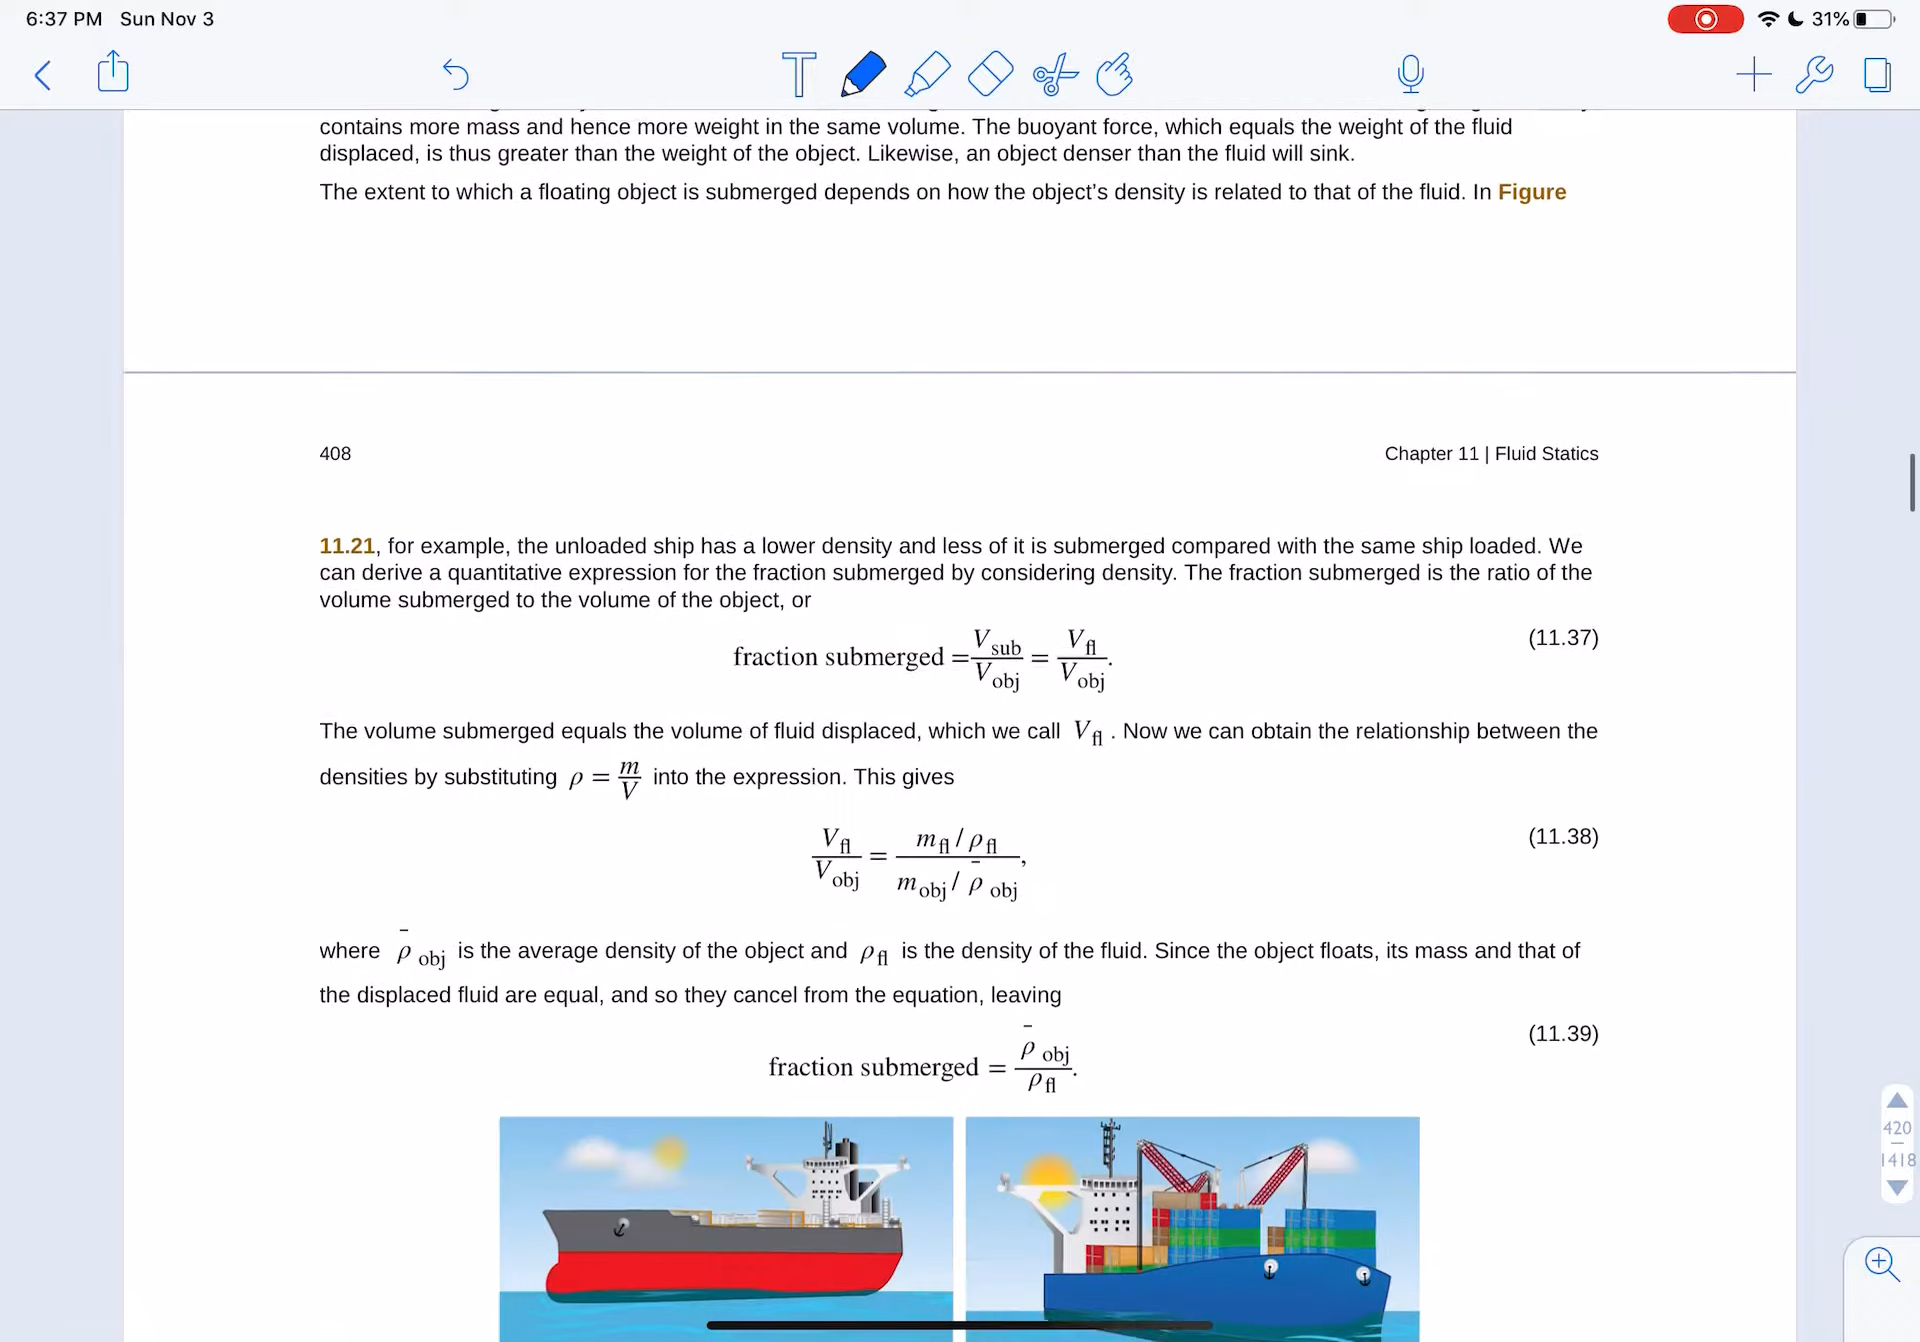 6:37 PM Sun Nov 3
31%
contains more mass and hence more weight in the same volume. The buoyant force, which equals the weight of the fluid
displaced, is thus greater than the weight of the object. Likewise, an object denser than the fluid will sink.
The extent to which a floating object is submerged depends on how the object’s density is related to that of the fluid. In Figure
408
Chapter 11 | Fluid Statics
11.21, for example, the unloaded ship has a lower density and less of it is submerged compared with the same ship loaded. We
can derive a quantitative expression for the fraction submerged by considering density. The fraction submerged is the ratio of the
volume submerged to the volume of the object, or
fraction submerged = V_sub / V_obj = V_fl / V_obj. (11.37)
The volume submerged equals the volume of fluid displaced, which we call V_fl . Now we can obtain the relationship between the
densities by substituting ρ = m/V into the expression. This gives
V_fl / V_obj = (m_fl / ρ_fl) / (m_obj / ρ̄_obj), (11.38)
where ρ̄_obj is the average density of the object and ρ_fl is the density of the fluid. Since the object floats, its mass and that of
the displaced fluid are equal, and so they cancel from the equation, leaving
fraction submerged = ρ̄_obj / ρ_fl. (11.39)
420
1418